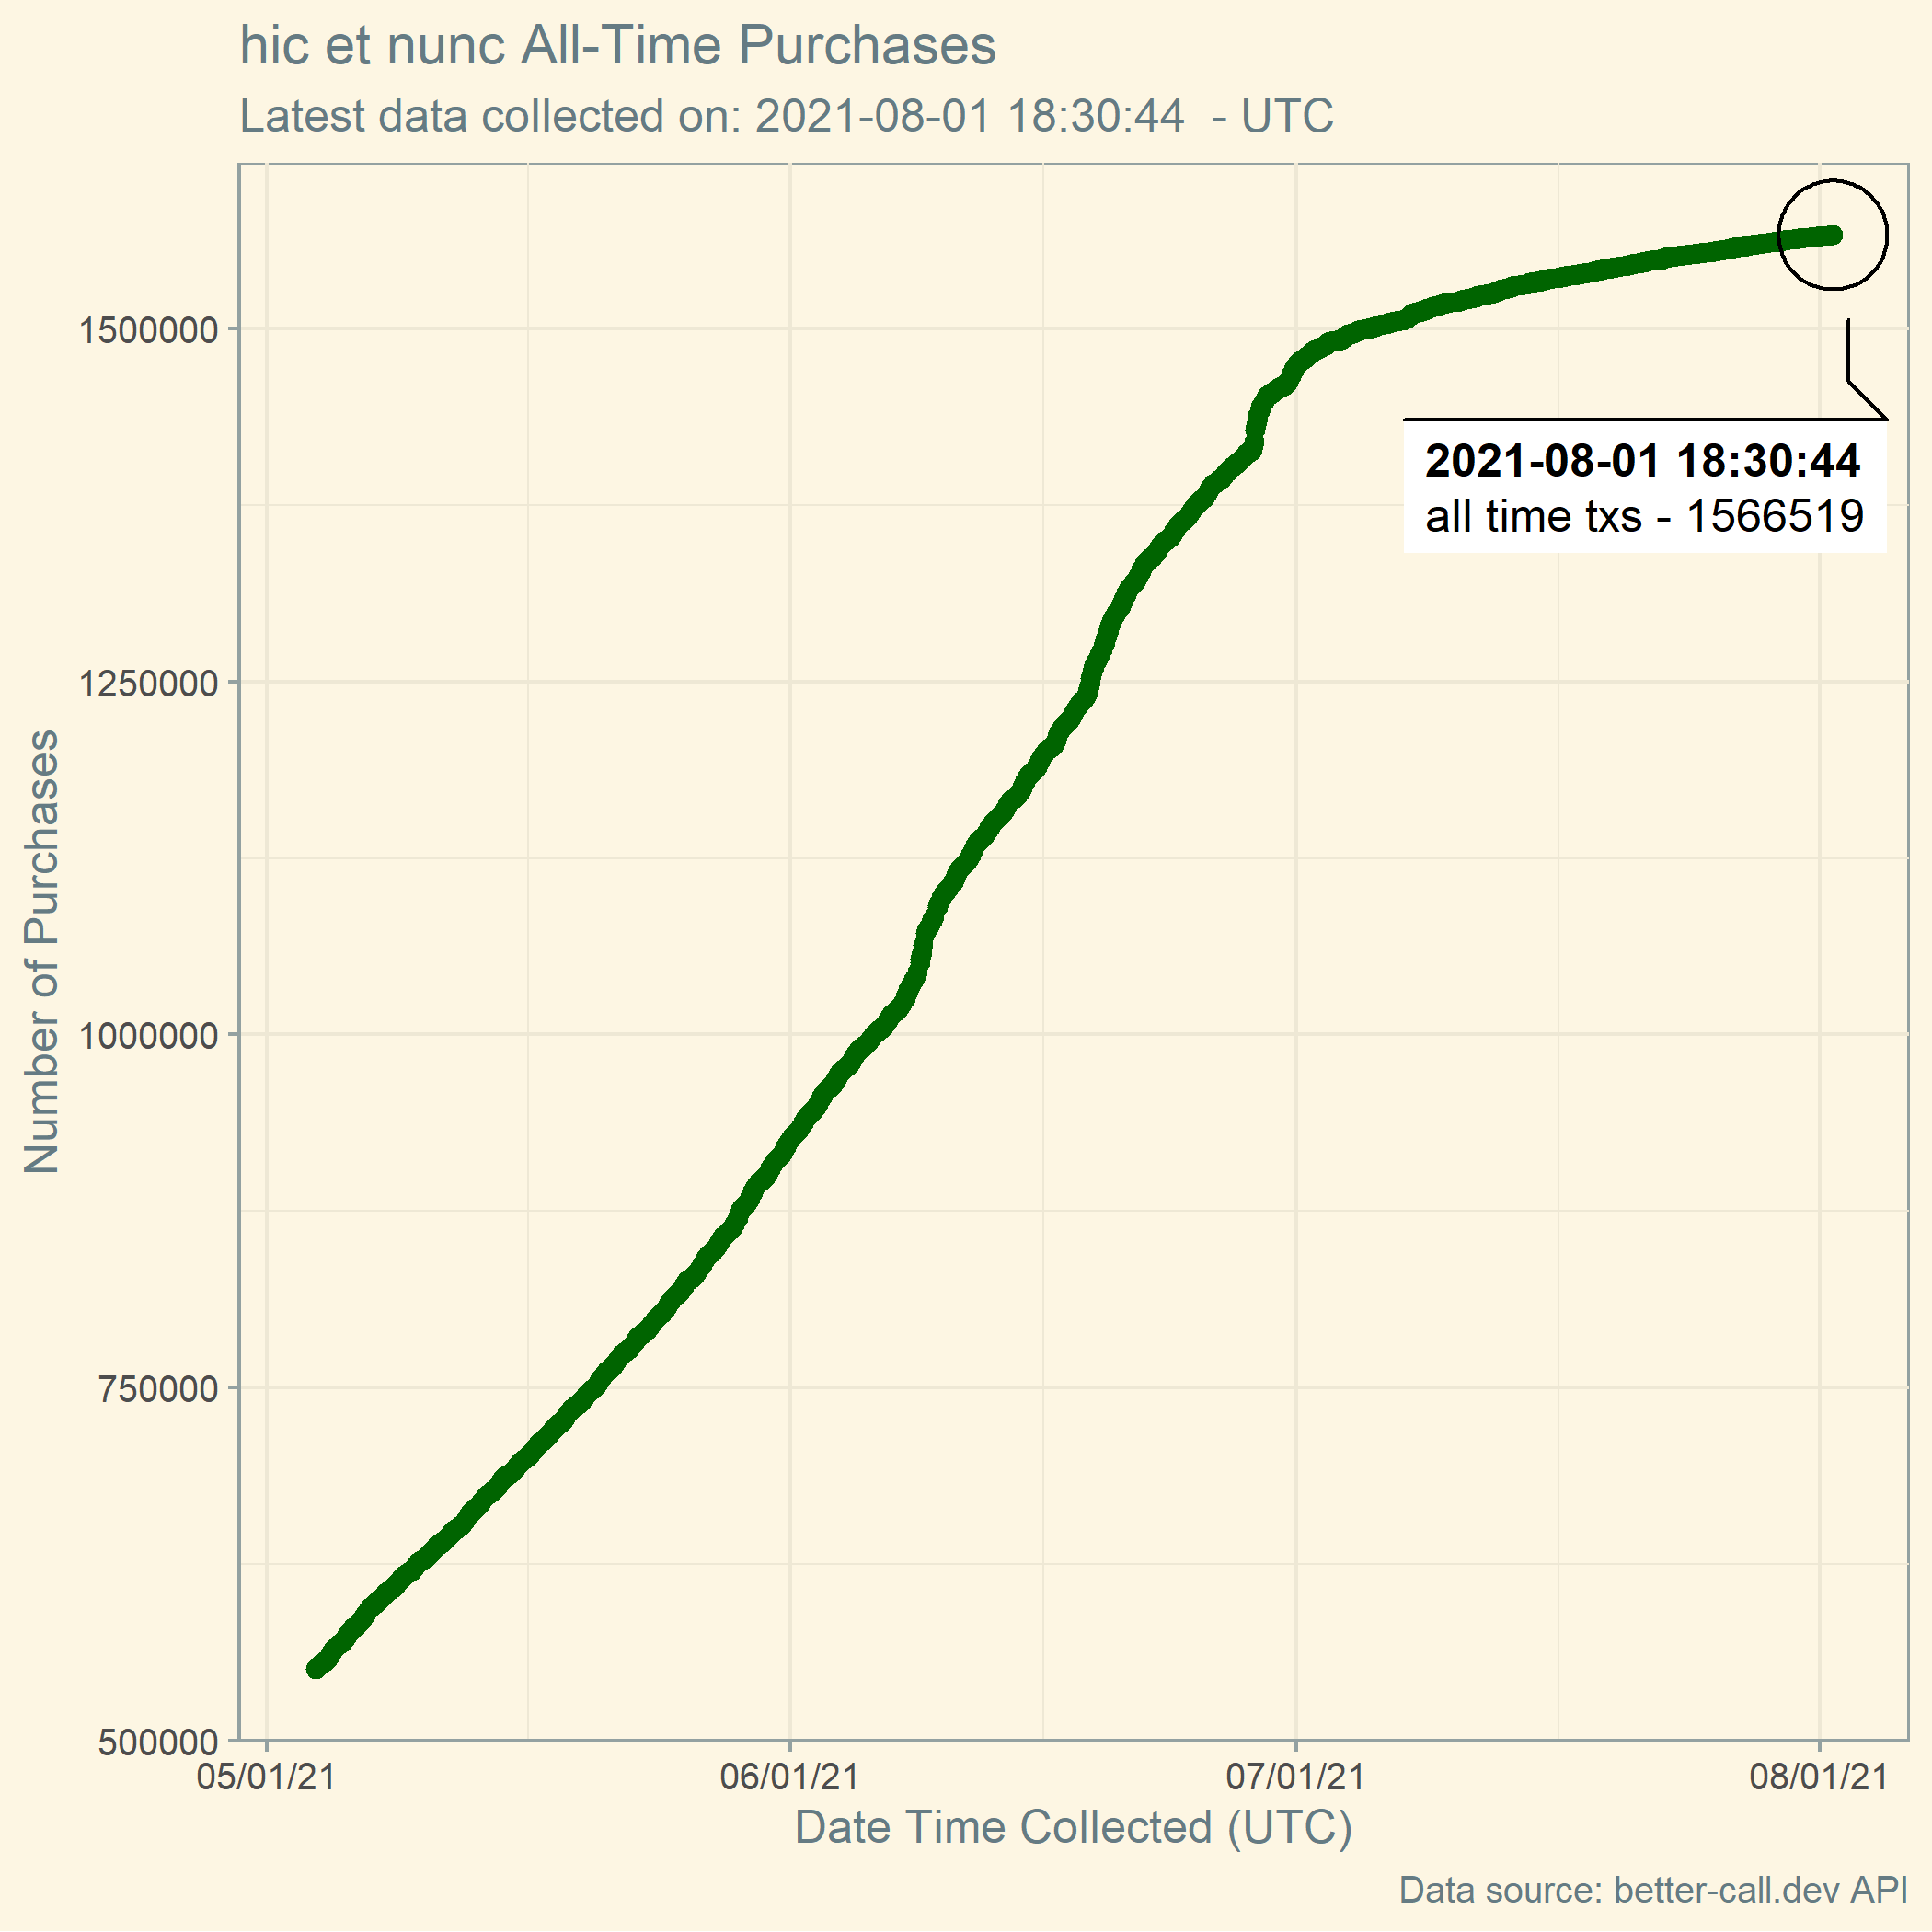 hic et nunc All-Time Purchases
Latest data collected on: 2021-08-01 18:30:44  - UTC
1500000
1250000
1000000
750000
500000
Number of Purchases
2021-08-01 18:30:44
all time txs - 1566519
05/01/21
06/01/21
07/01/21
08/01/21
Date Time Collected (UTC)
Data source: better-call.dev API